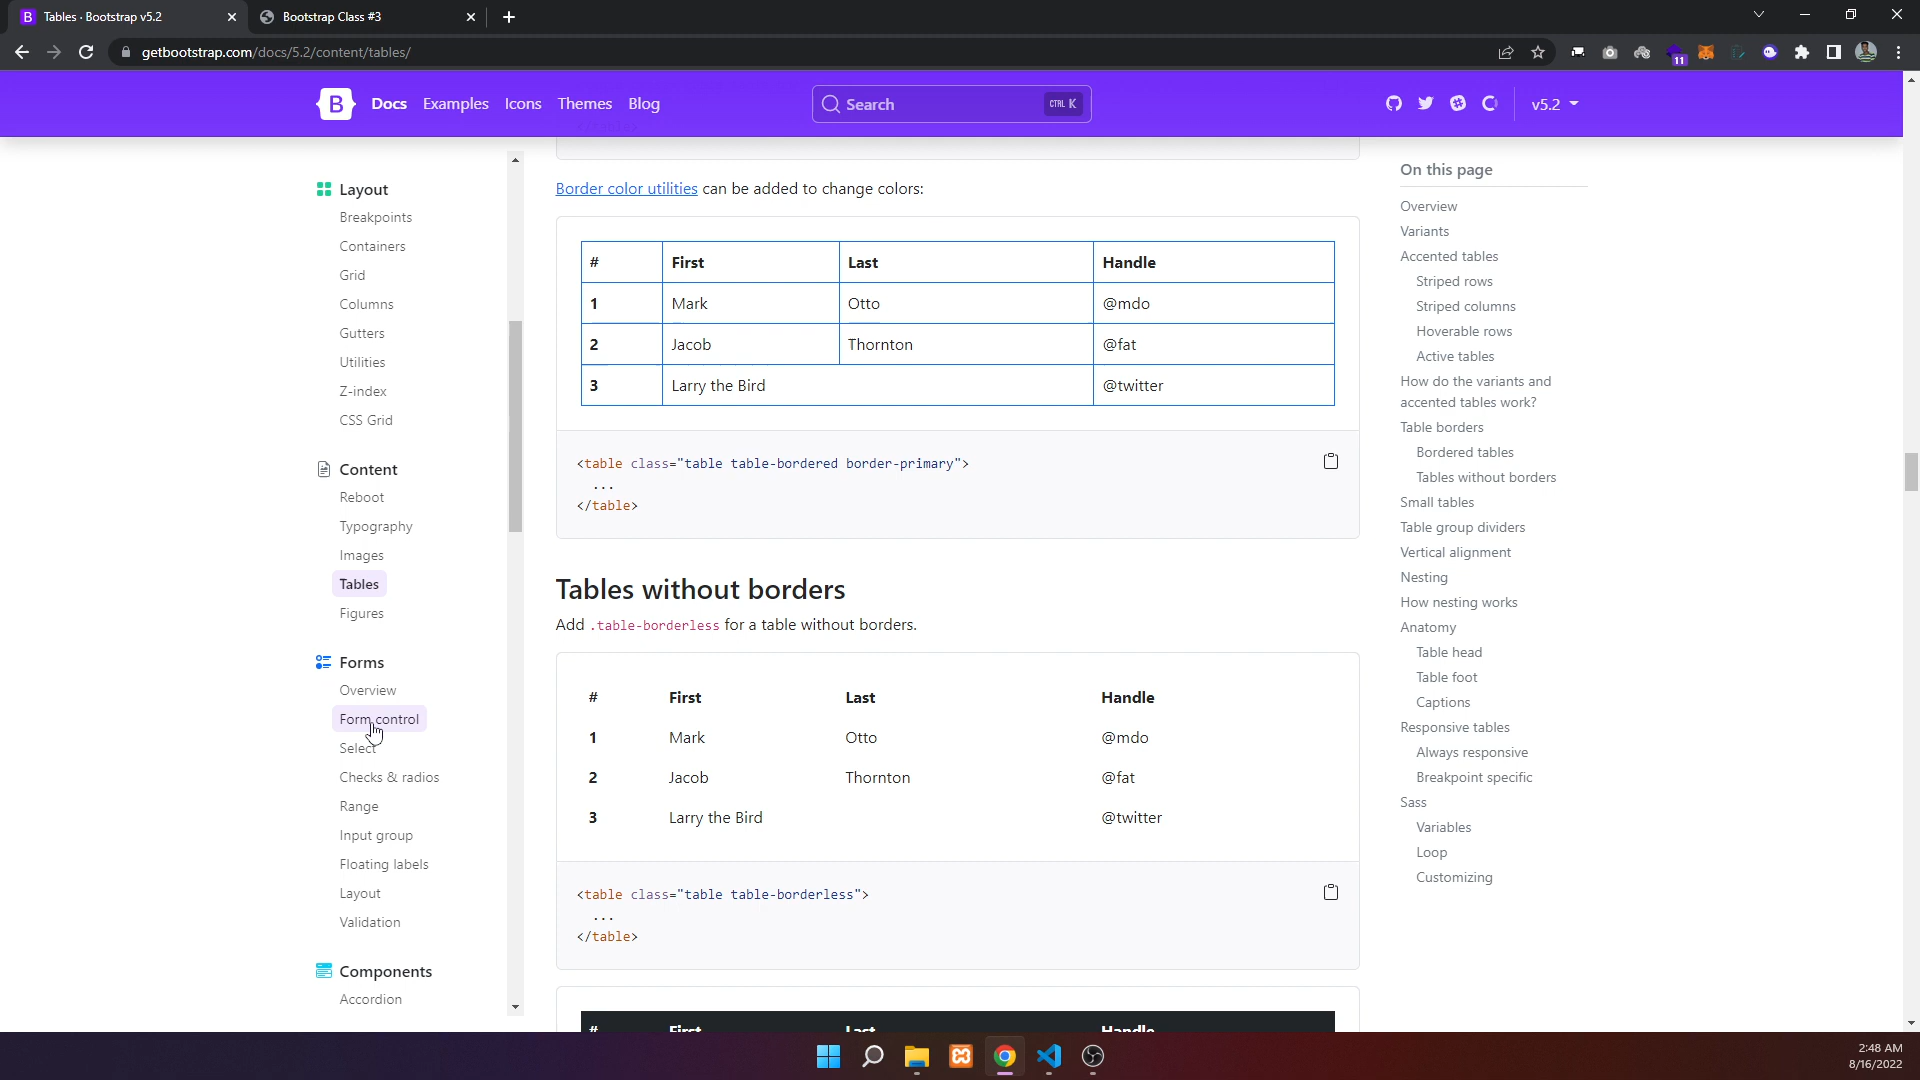 Tables · Bootstrap v5.2
Bootstrap Class #3
getbootstrap.com/docs/5.2/content/tables/
11
B
Docs
Examples
Icons
Themes
Blog
Search
CTRL K
v5.2
Layout
Breakpoints
Containers
Grid
Columns
Gutters
Utilities
Z-index
CSS Grid
Content
Reboot
Typography
Images
Tables
Figures
Forms
Overview
Form control
Select
Checks & radios
Range
Input group
Floating labels
Layout
Validation
Components
Accordion
Border color utilities can be added to change colors:
# First Last Handle
1 Mark Otto @mdo
2 Jacob Thornton @fat
3 Larry the Bird @twitter
<table class="table table-bordered border-primary">
...
</table>
Tables without borders
Add .table-borderless for a table without borders.
# First Last Handle
1 Mark Otto @mdo
2 Jacob Thornton @fat
3 Larry the Bird @twitter
<table class="table table-borderless">
...
</table>
# First Last Handle
On this page
Overview
Variants
Accented tables
Striped rows
Striped columns
Hoverable rows
Active tables
How do the variants and
accented tables work?
Table borders
Bordered tables
Tables without borders
Small tables
Table group dividers
Vertical alignment
Nesting
How nesting works
Anatomy
Table head
Table foot
Captions
Responsive tables
Always responsive
Breakpoint specific
Sass
Variables
Loop
Customizing
2:48 AM
8/16/2022